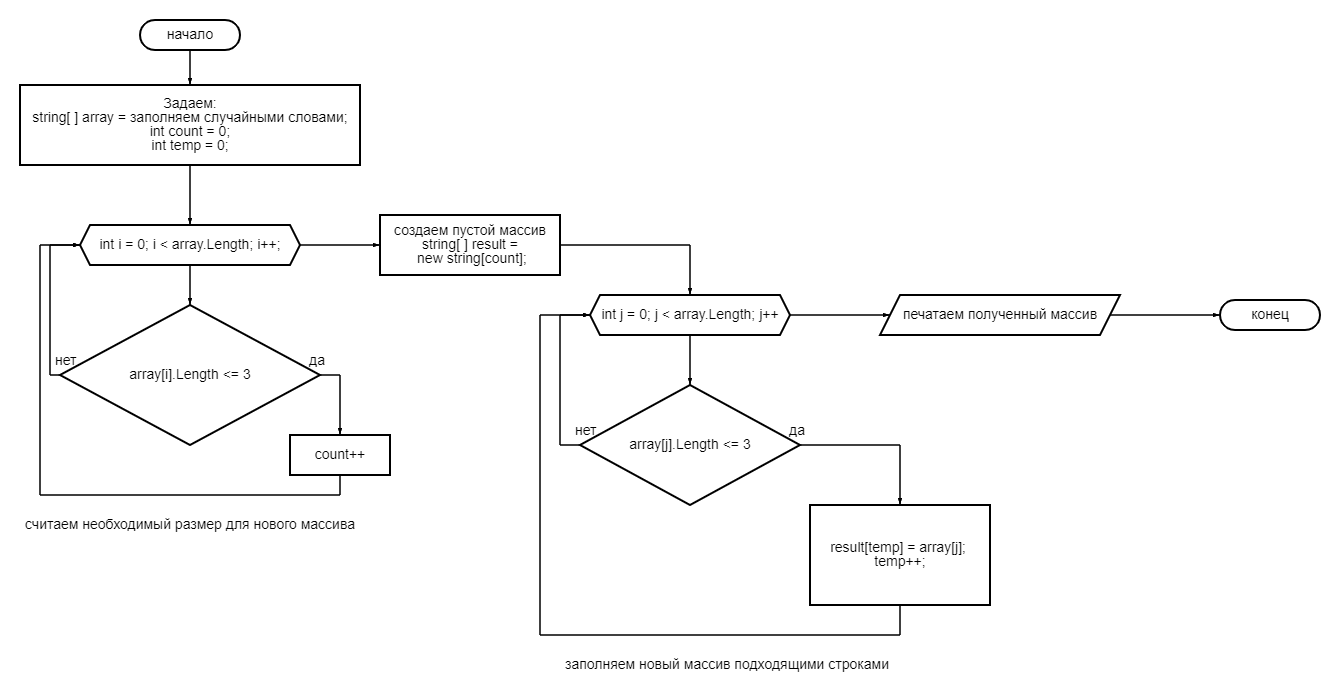 начало
Задаем:
string[ ] array = заполняем случайными словами;
int count = 0;
int temp = 0;
int i = 0; i < array.Length; i++;
создаем пустой массив
string[ ] result =
new string[count];
int j = 0; j < array.Length; j++
печатаем полученный массив
конец
нет
да
array[i].Length <= 3
count++
нет
да
array[j].Length <= 3
считаем необходимый размер для нового массива
result[temp] = array[j];
temp++;
заполняем новый массив подходящими строками